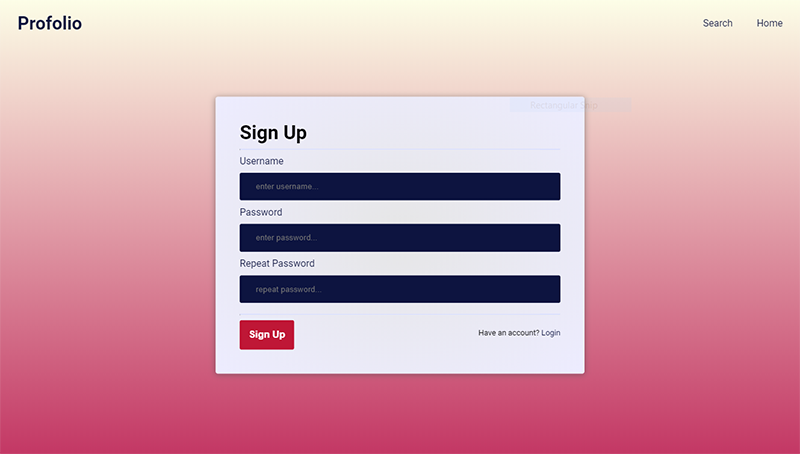 Profolio
Search Home
Rectangular Snip
Sign Up
Username
enter username...
Password
enter password...
Repeat Password
repeat password...
Sign Up
Have an account? Login